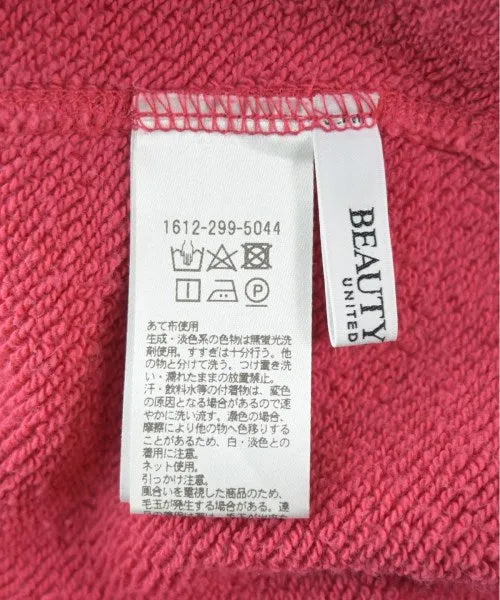 1612-299-5044
あて布使用
生成・淡色系の色物は無蛍光洗
剤使用。すすぎは十分行う。他
の物と分けて洗う。つけ置き洗
い・濡れたままの放置禁止。
汗・飲料水等の付着物は、変色
の原因となる場合があるので速
やかに洗い流す。濃色の場合、
摩擦により他の物へ色移りする
ことがあるため、白・淡色との
着用に注意。
ネット使用。
引っかけ注意。
風合いを重視した商品のため、
毛玉が発生する場合があります。
BEAUTY
UNITED